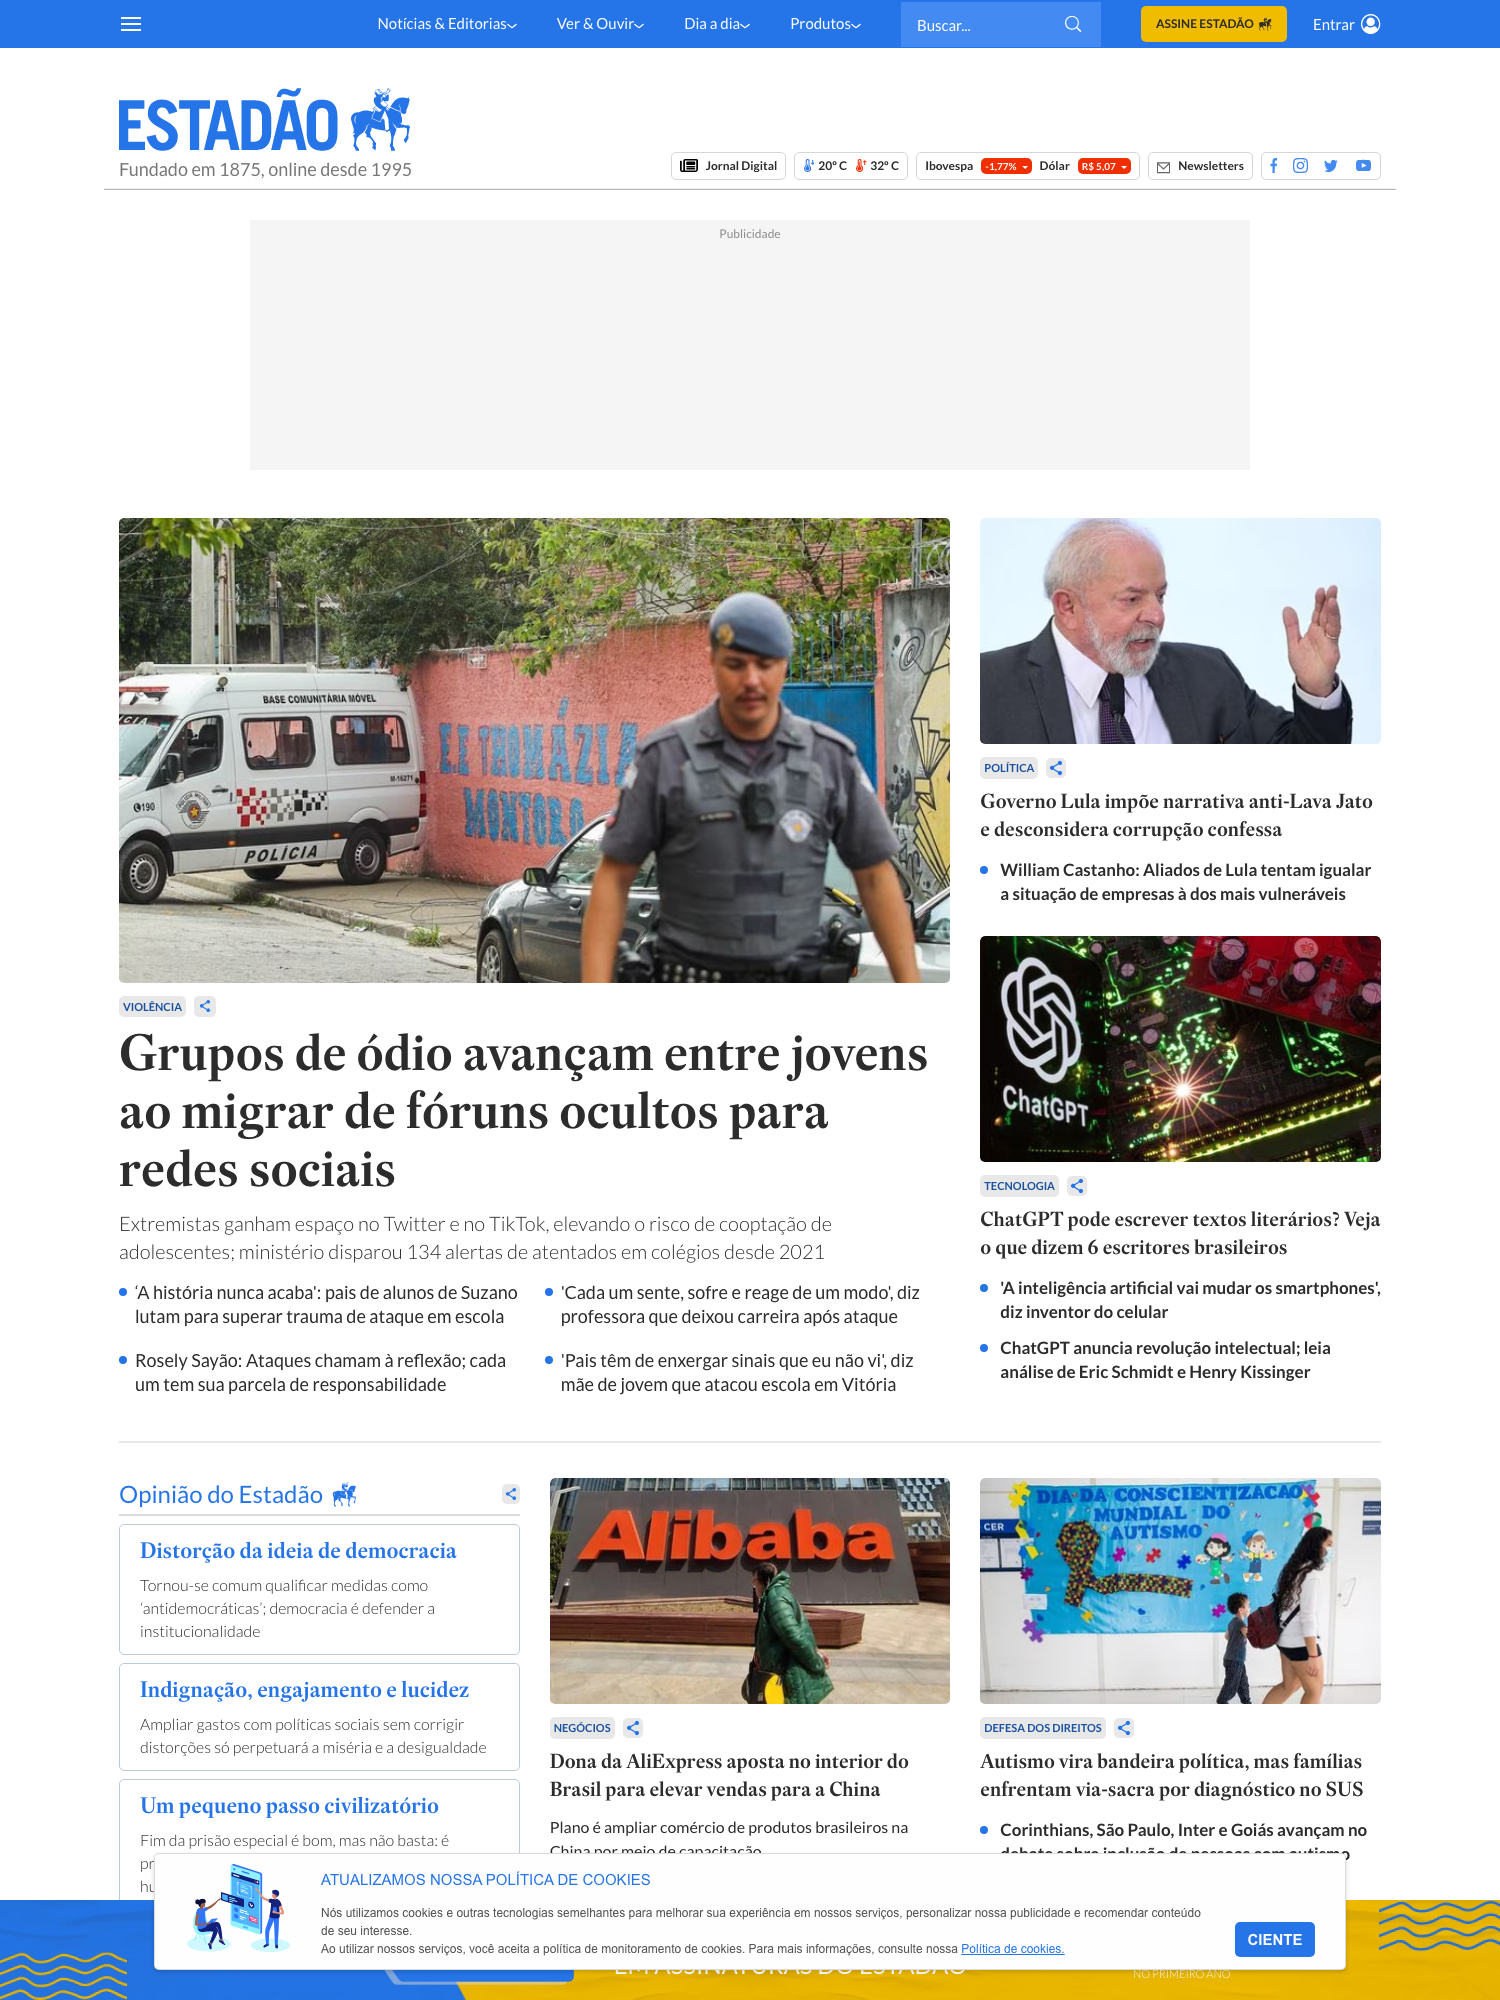 Notícias & Editorias
Ver & Ouvir
Dia a dia
Produtos
Buscar...
ASSINE ESTADÃO
Entrar
ESTADÃO
Fundado em 1875, online desde 1995
Jornal Digital
20º C 32º C
Ibovespa -1,77% Dólar R$ 5,07
Newsletters
Publicidade
BASE COMUNITÁRIA MÓVEL
M-16271
190
POLÍCIA
E.E THOMÁZIA
MONTORO
VIOLÊNCIA
Grupos de ódio avançam entre jovens
ao migrar de fóruns ocultos para
redes sociais
Extremistas ganham espaço no Twitter e no TikTok, elevando o risco de cooptação de
adolescentes; ministério disparou 134 alertas de atentados em colégios desde 2021
‘A história nunca acaba': pais de alunos de Suzano
lutam para superar trauma de ataque em escola
'Cada um sente, sofre e reage de um modo', diz
professora que deixou carreira após ataque
Rosely Sayão: Ataques chamam à reflexão; cada
um tem sua parcela de responsabilidade
'Pais têm de enxergar sinais que eu não vi', diz
mãe de jovem que atacou escola em Vitória
POLÍTICA
Governo Lula impõe narrativa anti-Lava Jato
e desconsidera corrupção confessa
William Castanho: Aliados de Lula tentam igualar
a situação de empresas à dos mais vulneráveis
ChatGPT
TECNOLOGIA
ChatGPT pode escrever textos literários? Veja
o que dizem 6 escritores brasileiros
'A inteligência artificial vai mudar os smartphones',
diz inventor do celular
ChatGPT anuncia revolução intelectual; leia
análise de Eric Schmidt e Henry Kissinger
Opinião do Estadão
Distorção da ideia de democracia
Tornou-se comum qualificar medidas como
‘antidemocráticas’; democracia é defender a
institucionalidade
Indignação, engajamento e lucidez
Ampliar gastos com políticas sociais sem corrigir
distorções só perpetuará a miséria e a desigualdade
Um pequeno passo civilizatório
Fim da prisão especial é bom, mas não basta: é
Alibaba
NEGÓCIOS
Dona da AliExpress aposta no interior do
Brasil para elevar vendas para a China
Plano é ampliar comércio de produtos brasileiros na
China por meio de capacitação
DIA DA CONSCIENTIZAÇÃO
MUNDIAL DO
AUTISMO
CER
DEFESA DOS DIREITOS
Autismo vira bandeira política, mas famílias
enfrentam via-sacra por diagnóstico no SUS
Corinthians, São Paulo, Inter e Goiás avançam no
debate sobre inclusão de pessoas com autismo
ATUALIZAMOS NOSSA POLÍTICA DE COOKIES
Nós utilizamos cookies e outras tecnologias semelhantes para melhorar sua experiência em nossos serviços, personalizar nossa publicidade e recomendar conteúdo
de seu interesse.
Ao utilizar nossos serviços, você aceita a política de monitoramento de cookies. Para mais informações, consulte nossa Política de cookies.
CIENTE
EM ASSINATURAS DO ESTADÃO
NO PRIMEIRO ANO